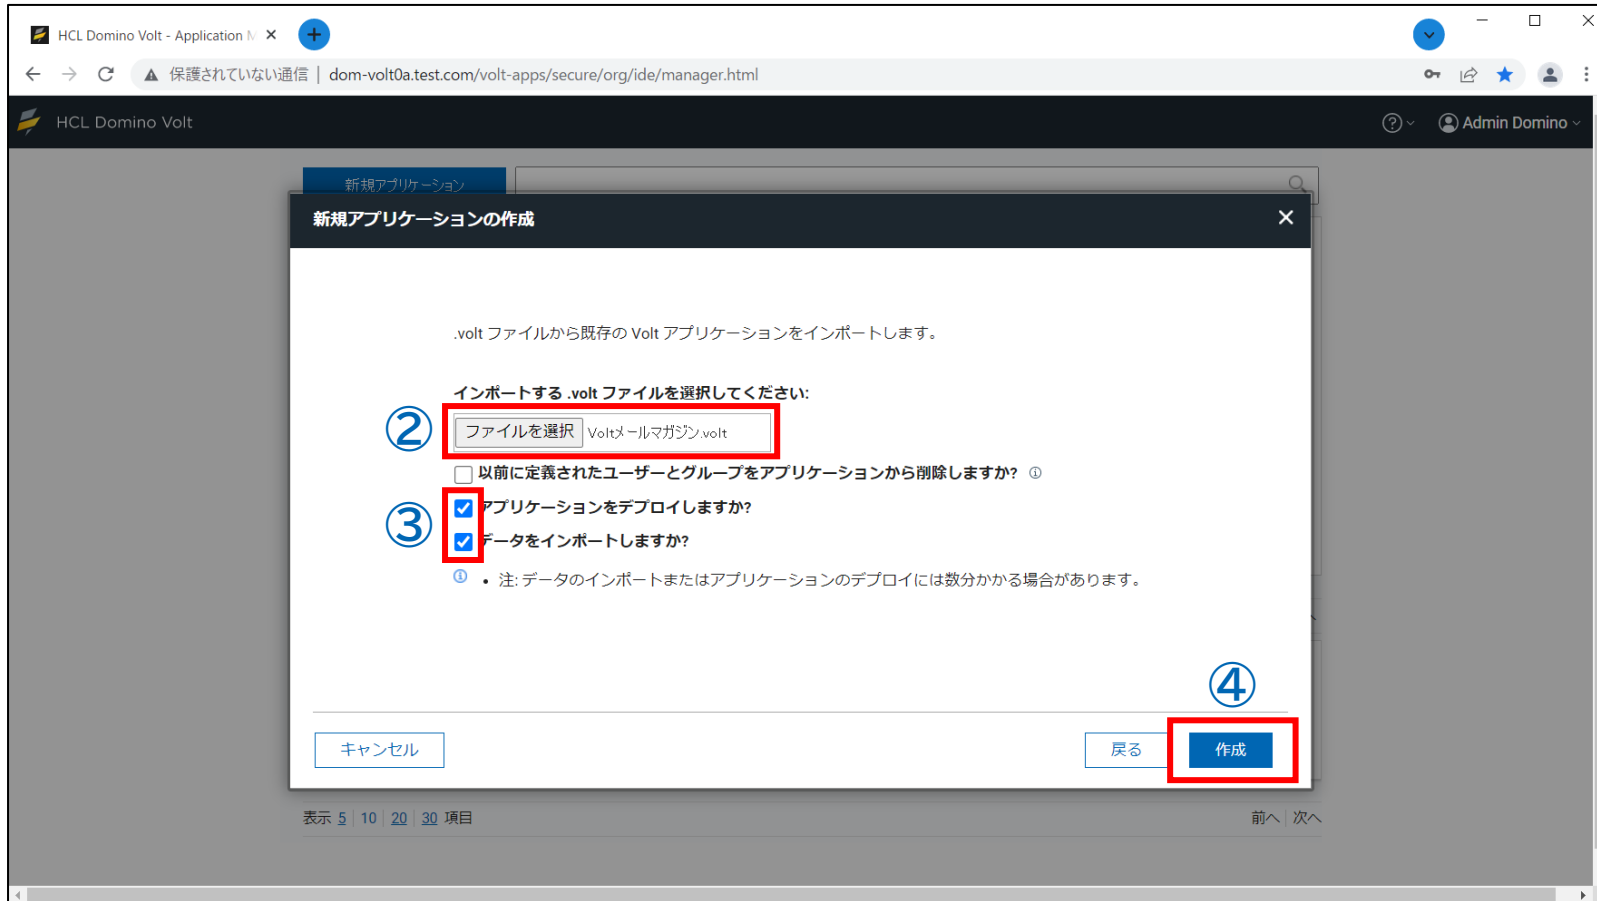 HCL Domino Volt - Application M
保護されていない通信 | dom-volt0a.test.com/volt-apps/secure/org/ide/manager.html
HCL Domino Volt
Admin Domino
新規アプリケーション
新規アプリケーションの作成
.volt ファイルから既存の Volt アプリケーションをインポートします。
インポートする .volt ファイルを選択してください:
②
ファイルを選択 Voltメールマガジン.volt
以前に定義されたユーザーとグループをアプリケーションから削除しますか?
③
アプリケーションをデプロイしますか?
データをインポートしますか?
• 注: データのインポートまたはアプリケーションのデプロイには数分かかる場合があります。
④
キャンセル
戻る
作成
表示 5 | 10 | 20 | 30 項目
前へ | 次へ